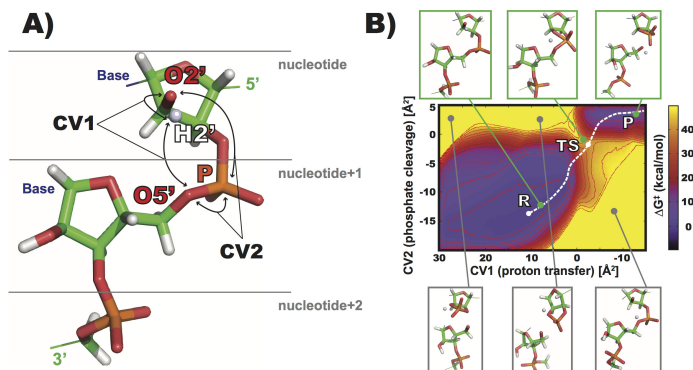 A)
nucleotide
Base
O2'
5'
CV1
H2'
nucleotide+1
P
Base
O5'
CV2
nucleotide+2
3'
B)
CV2 (phosphate cleavage) [Å²]
5
0
-5
-10
-15
P
TS
R
30
20
10
0
-10
CV1 (proton transfer) [Å²]
40
30
20
10
0
-10
ΔG‡ (kcal/mol)